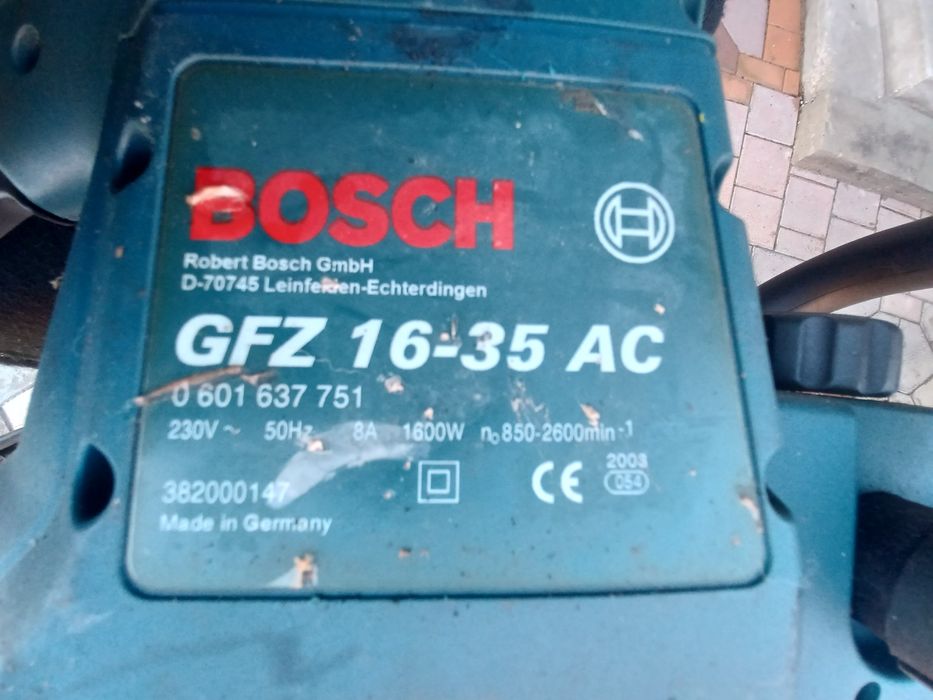 BOSCH
Robert Bosch GmbH
D-70745 Leinfelden-Echterdingen
GFZ 16-35 AC
0 601 637 751
230V ~ 50Hz 8A 1600W n₀ 850-2600min⁻¹
382000147 CE 2003
054
Made in Germany